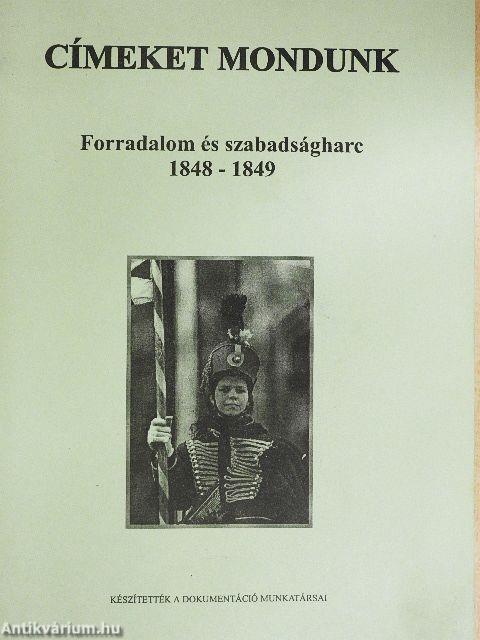 CÍMEKET MONDUNK
Forradalom és szabadságharc
1848 - 1849
KÉSZÍTETTÉK A DOKUMENTÁCIÓ MUNKATÁRSAI
Antikvárium.hu